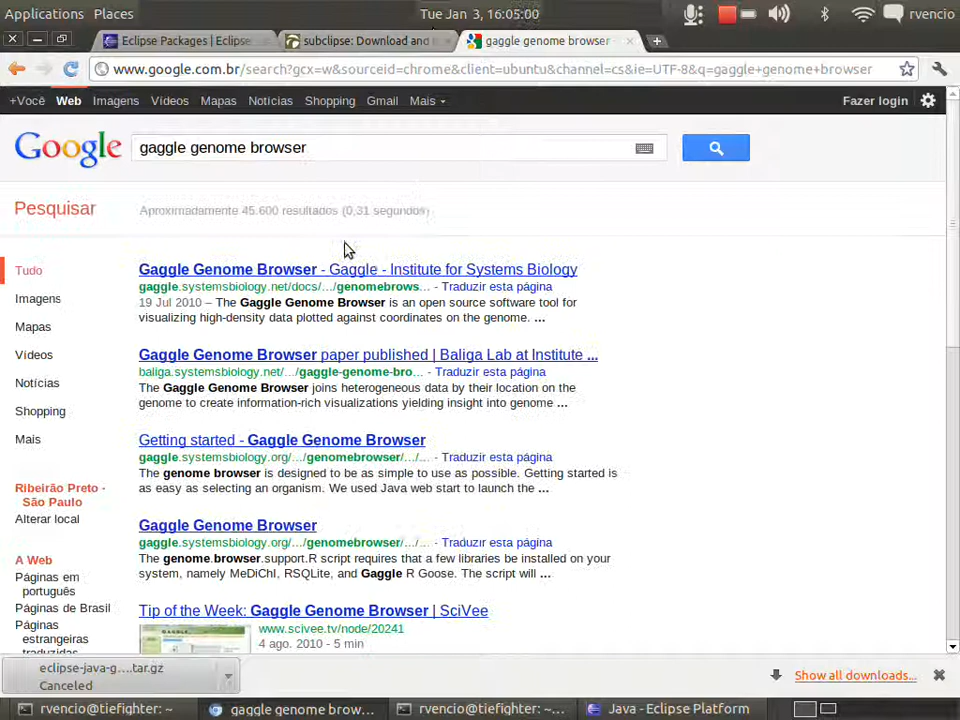 Applications Places Tue Jan 3, 16:05:00 rvencio
Eclipse Packages | Eclipse subclipse: Download and gaggle genome browser
www.google.com.br/search?gcx=w&sourceid=chrome&client=ubuntu&channel=cs&ie=UTF-8&q=gaggle+genome+browser
+Você Web Imagens Vídeos Mapas Notícias Shopping Gmail Mais Fazer login
Google gaggle genome browser
Pesquisar Aproximadamente 45.600 resultados (0,31 segundos)
Tudo
Imagens
Mapas
Vídeos
Notícias
Shopping
Mais
Ribeirão Preto -
São Paulo
Alterar local
A Web
Páginas em
português
Páginas de Brasil
Páginas
estrangeiras
traduzidas
Gaggle Genome Browser - Gaggle - Institute for Systems Biology
gaggle.systemsbiology.net/docs/.../genomebrows... - Traduzir esta página
19 Jul 2010 – The Gaggle Genome Browser is an open source software tool for
visualizing high-density data plotted against coordinates on the genome. ...
Gaggle Genome Browser paper published | Baliga Lab at Institute ...
baliga.systemsbiology.net/.../gaggle-genome-bro... - Traduzir esta página
The Gaggle Genome Browser joins heterogeneous data by their location on the
genome to create information-rich visualizations yielding insight into genome ...
Getting started - Gaggle Genome Browser
gaggle.systemsbiology.org/.../genomebrowser/.../... - Traduzir esta página
The genome browser is designed to be as simple to use as possible. Getting started is
as easy as selecting an organism. We used Java web start to launch the ...
Gaggle Genome Browser
gaggle.systemsbiology.org/.../genomebrowser/.../... - Traduzir esta página
The genome.browser.support.R script requires that a few libraries be installed on your
system, namely MeDiChI, RSQLite, and Gaggle R Goose. The script will ...
Tip of the Week: Gaggle Genome Browser | SciVee
www.scivee.tv/node/20241
4 ago. 2010 - 5 min
eclipse-java-g....tar.gz
Canceled
Show all downloads...
rvencio@tiefighter: ~ gaggle genome brow... rvencio@tiefighter: ~... Java - Eclipse Platform